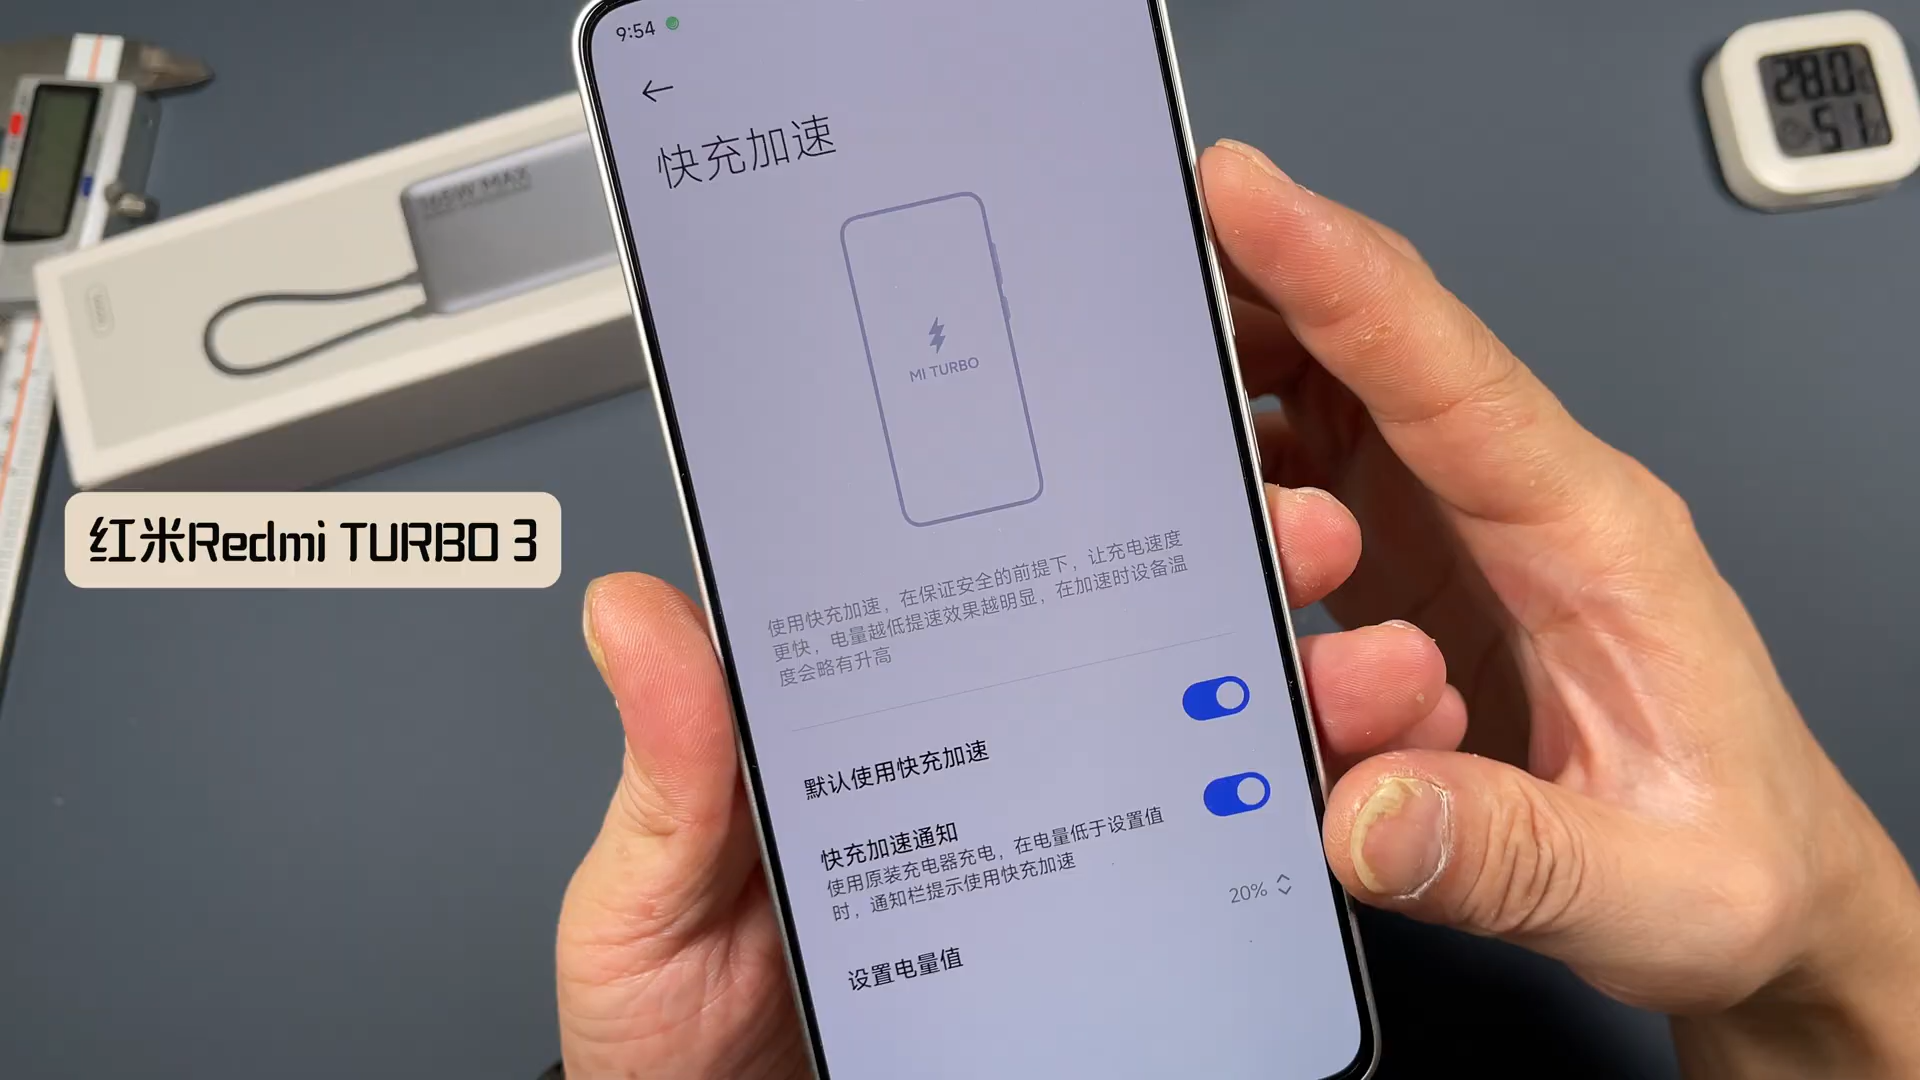 9:54
快充加速
MI TURBO
使用快充加速，在保证安全的前提下，让充电速度
更快，电量越低提速效果越明显，在加速时设备温
度会略有升高
默认使用快充加速
快充加速通知
使用原装充电器充电，在电量低于设置值
时，通知栏提示使用快充加速
设置电量值
20%
红米Redmi TURBO 3
165W MAX
28.0
51